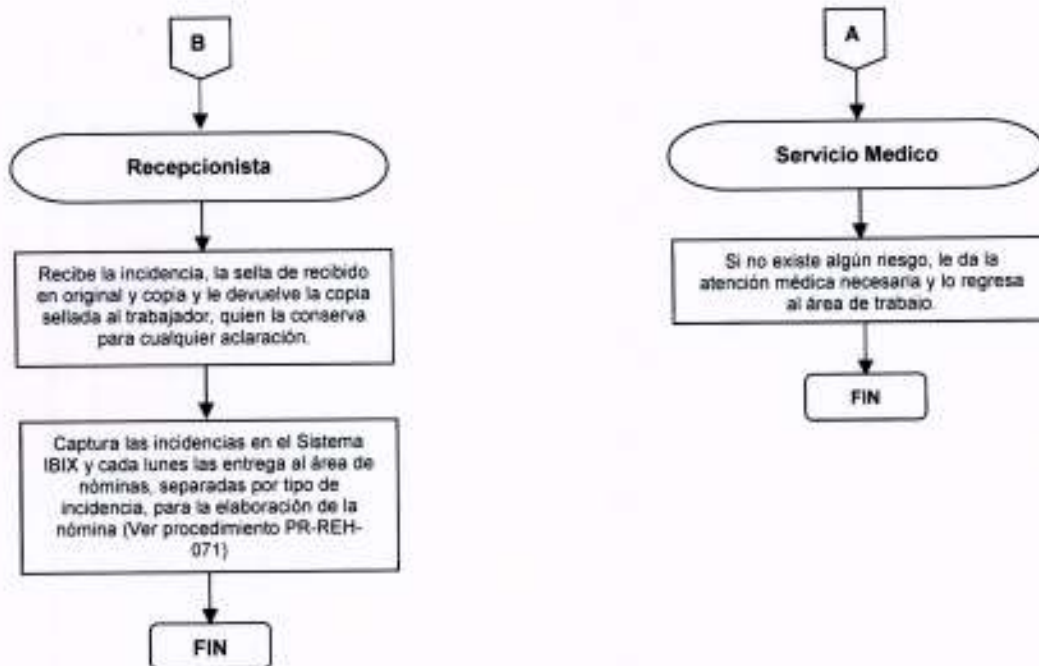 B
Recepcionista
Recibe la incidencia, la sella de recibido
en original y copia y le devuelve la copia
sellada al trabajador, quien la conserva
para cualquier aclaración.
Captura las incidencias en el Sistema
IBIX y cada lunes las entrega al área de
nóminas, separadas por tipo de
incidencia, para la elaboración de la
nómina (Ver procedimiento PR-REH-
071)
FIN
A
Servicio Medico
Si no existe algún riesgo, le da la
atención médica necesaria y lo regresa
al área de trabajo.
FIN